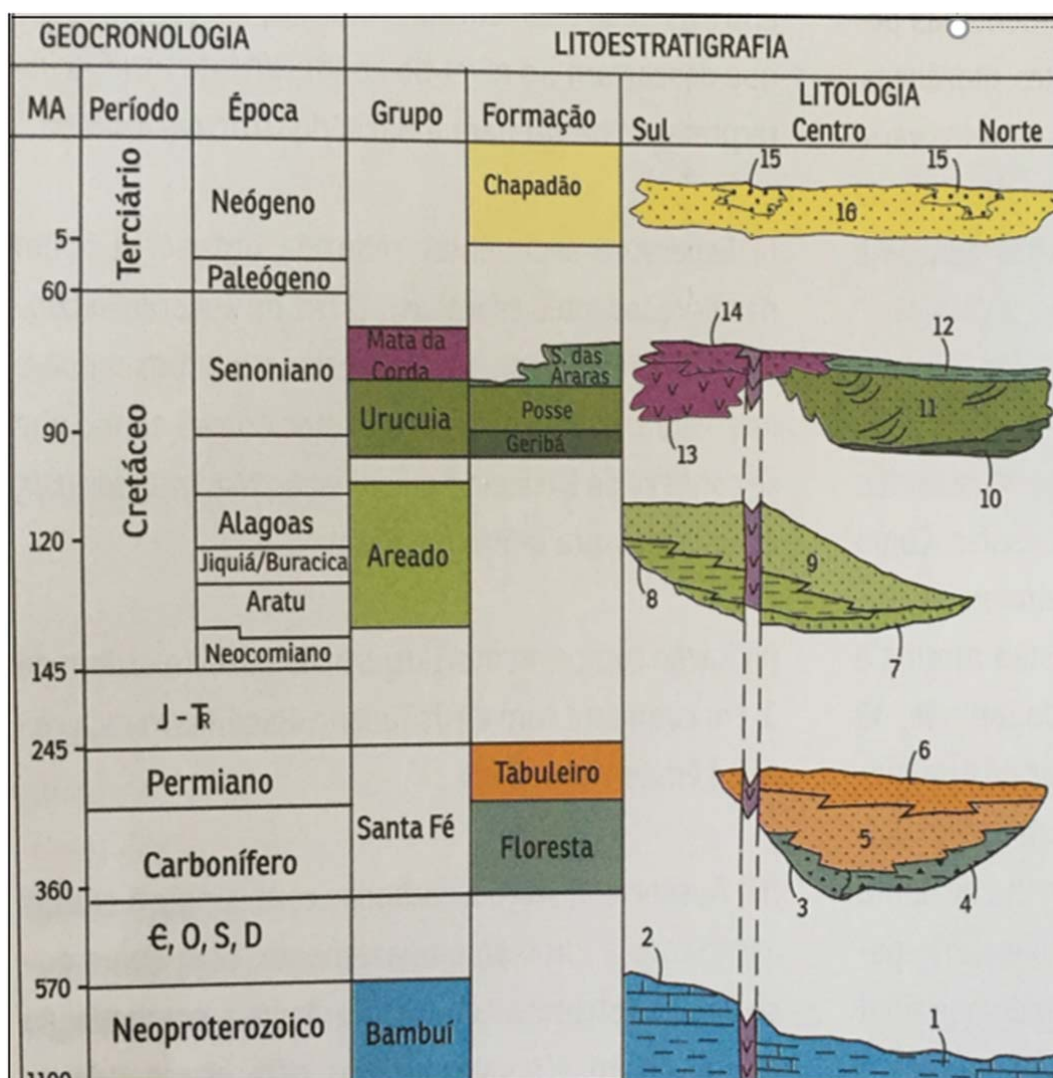 GEOCRONOLOGIA
LITOESTRATIGRAFIA
MA
Período
Época
Grupo
Formação
LITOLOGIA
Sul
Centro
Norte
Terciário
Neógeno
Chapadão
15
15
16
5
Paleógeno
60
Cretáceo
Senoniano
Mata da
Corda
S. das
Araras
14
12
Urucuia
Posse
11
90
Geribá
13
10
Alagoas
120
Jiquiá/Buracica
Areado
9
Aratu
8
Neocomiano
7
145
J - TR
245
Permiano
Tabuleiro
6
Santa Fé
5
Carbonífero
Floresta
360
3
4
Є, O, S, D
2
570
Neoproterozoico
Bambuí
1
1100